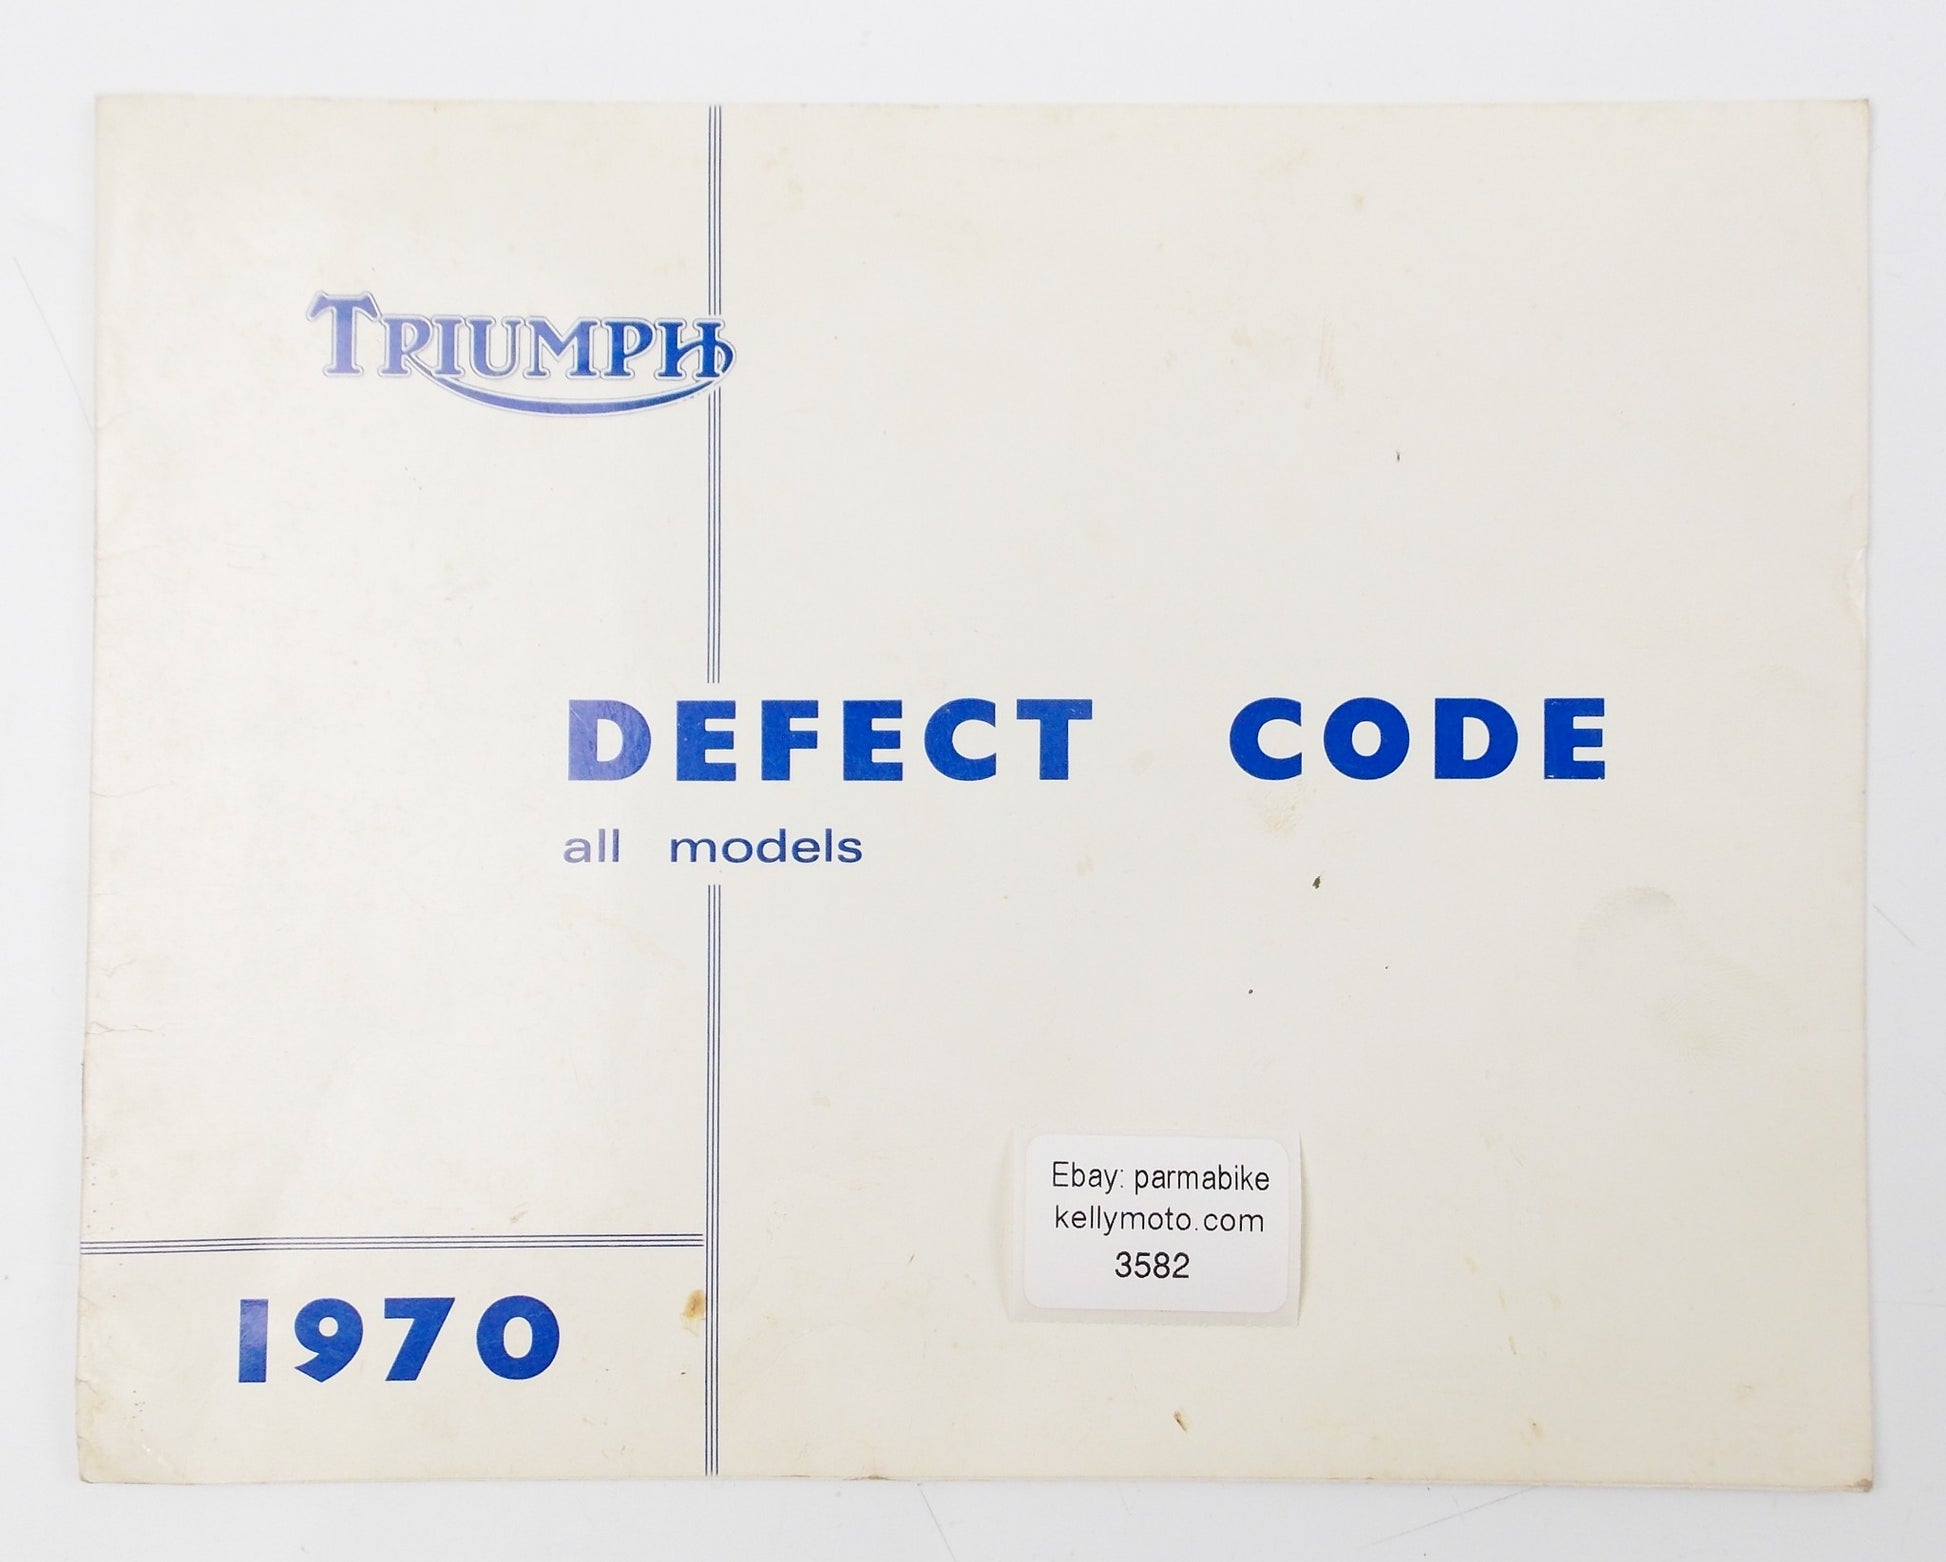 TRIUMPH
DEFECT CODE
all models
Ebay: parmabike
kellymoto.com
3582
1970